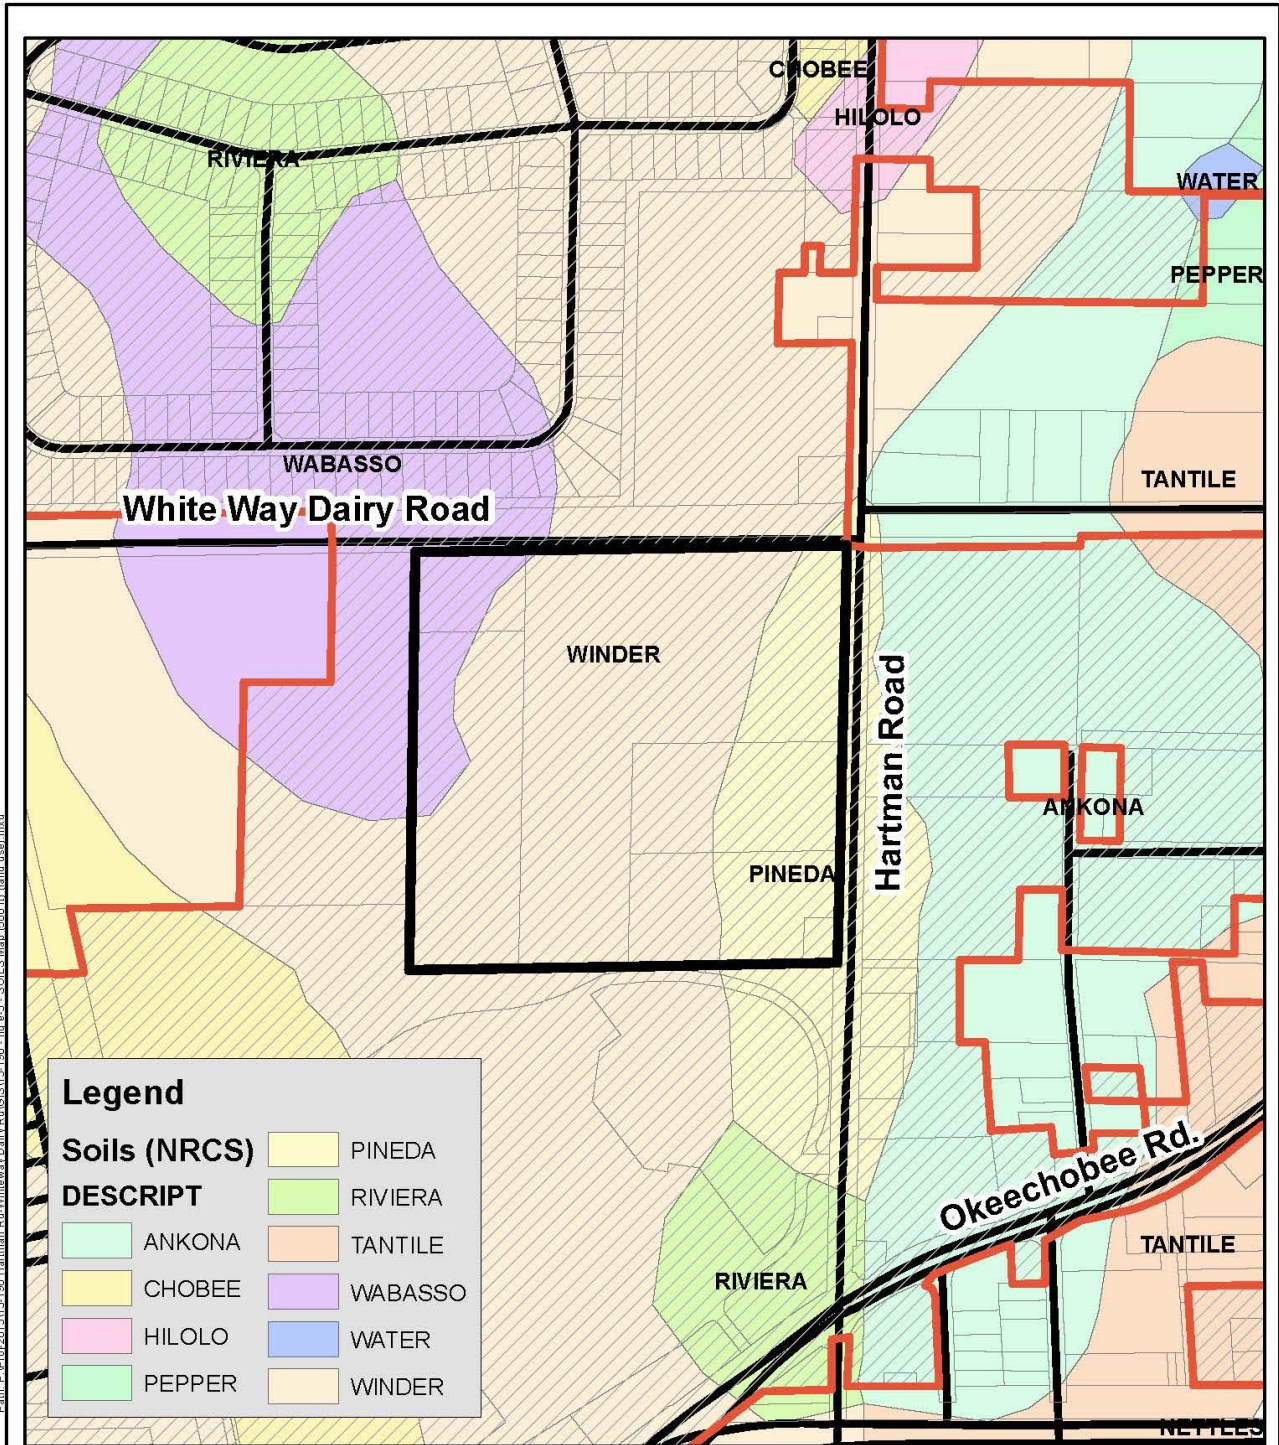 CHOBEE
HILOLO
RIVIERA
WATER
PEPPER
WABASSO
TANTILE
White Way Dairy Road
WINDER
Hartman Road
ANKONA
PINEDA
Okeechobee Rd.
TANTILE
RIVIERA
NETTLES
Legend
Soils (NRCS)
DESCRIPT
ANKONA
CHOBEE
HILOLO
PEPPER
PINEDA
RIVIERA
TANTILE
WABASSO
WATER
WINDER